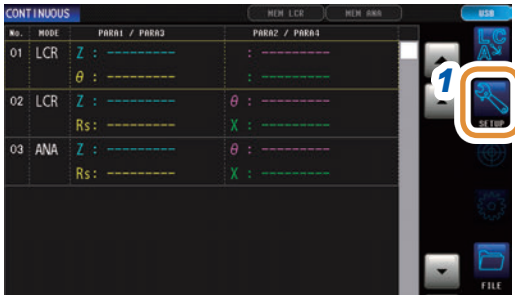 CONTINUOUS MEM LCR MEM ANA USB
No. MODE PARA1 / PARA3 PARA2 / PARA4
01 LCR Z : --------- : ---------
θ : --------- : ---------
02 LCR Z : --------- θ : ---------
Rs: --------- X : ---------
03 ANA Z : --------- θ : ---------
Rs: --------- X : ---------
LC
A
1
SETUP
FILE